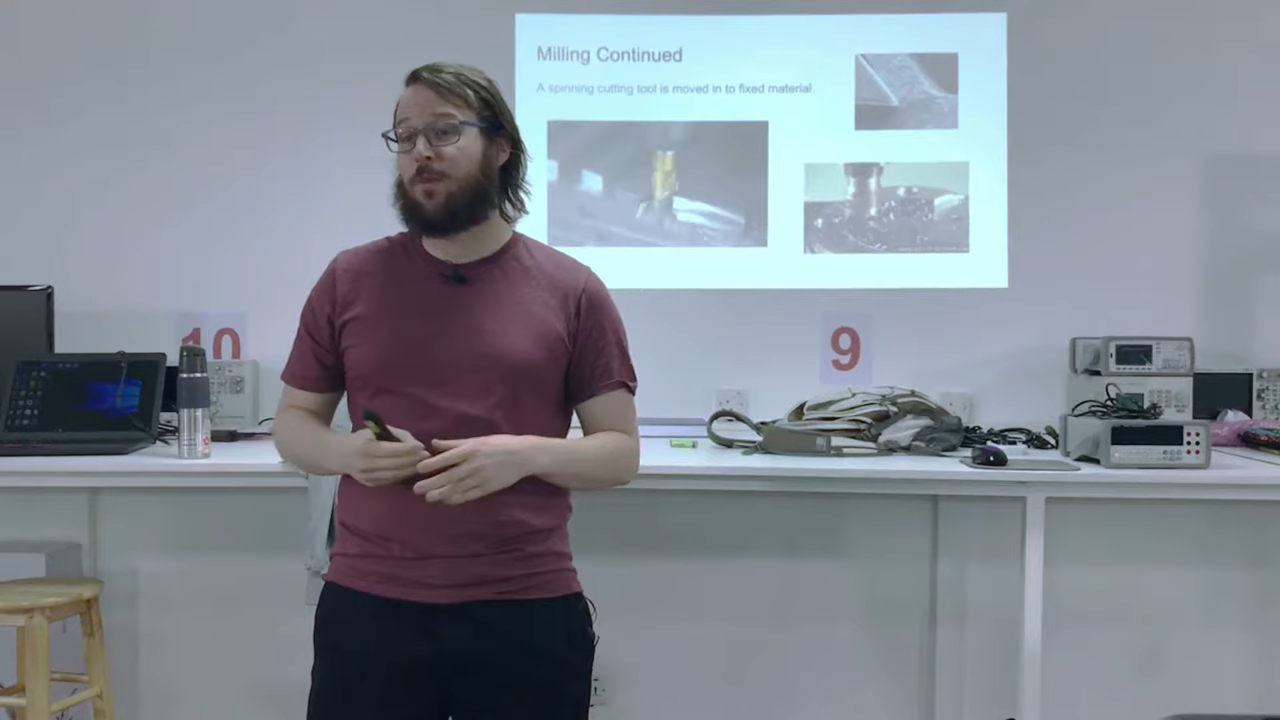 Milling Continued
A spinning cutting tool is moved in to fixed material.
10
9